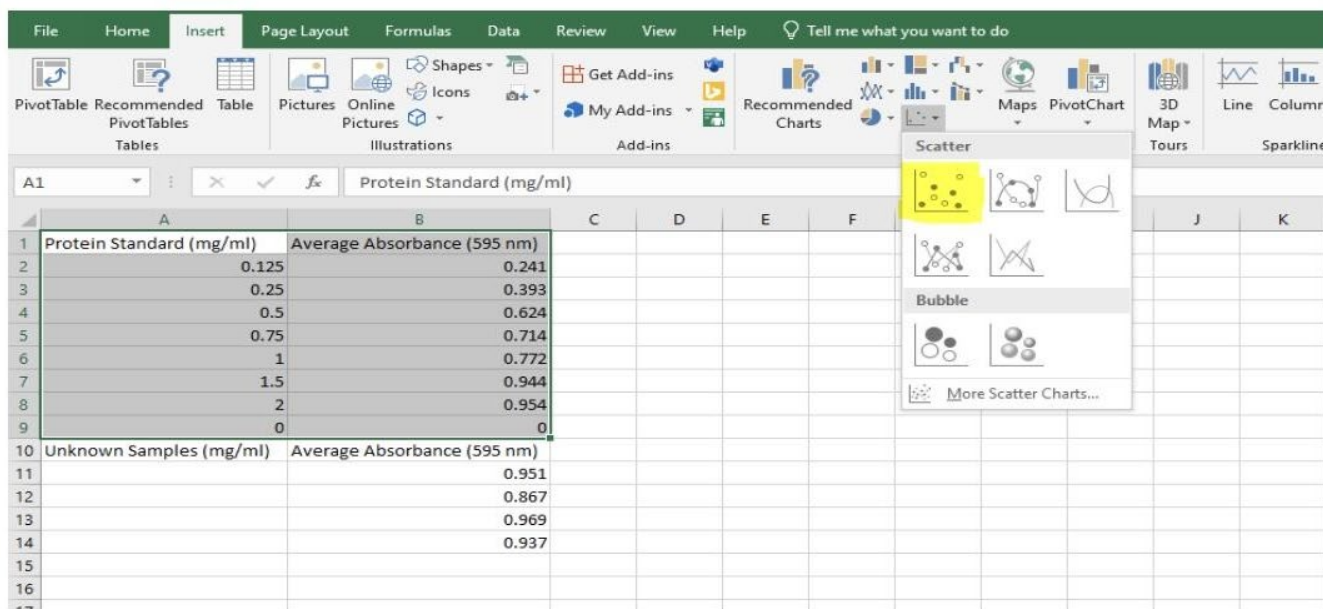 File Home Insert Page Layout Formulas Data Review View Help Tell me what you want to do
PivotTable Recommended PivotTables Table
Tables
Pictures Online Pictures Shapes Icons
Illustrations
Get Add-ins
My Add-ins
Add-ins
Recommended Charts
Maps PivotChart
3D Map
Tours
Line Column
Sparkline
Scatter
Bubble
More Scatter Charts...
A1 fx Protein Standard (mg/ml)
A B C D E F J K
1 Protein Standard (mg/ml) Average Absorbance (595 nm)
2 0.125 0.241
3 0.25 0.393
4 0.5 0.624
5 0.75 0.714
6 1 0.772
7 1.5 0.944
8 2 0.954
9 0 0
10 Unknown Samples (mg/ml) Average Absorbance (595 nm)
11 0.951
12 0.867
13 0.969
14 0.937
15
16